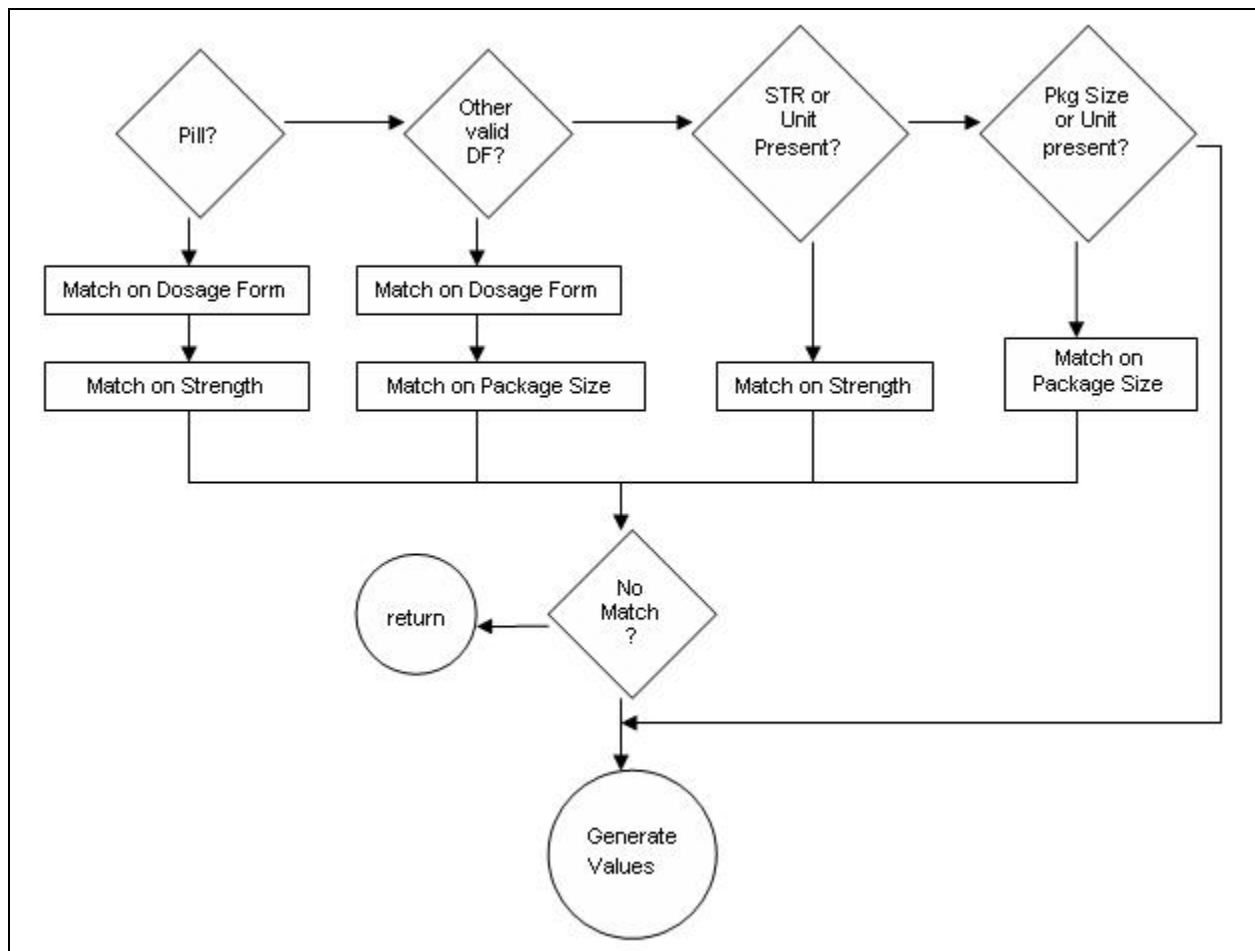 Pill?
Other
valid
DF?
STR or
Unit
Present?
Pkg Size
or Unit
present?
Match on Dosage Form
Match on Dosage Form
Match on Strength
Match on Package Size
Match on Strength
Match on
Package Size
No
Match
?
return
Generate
Values